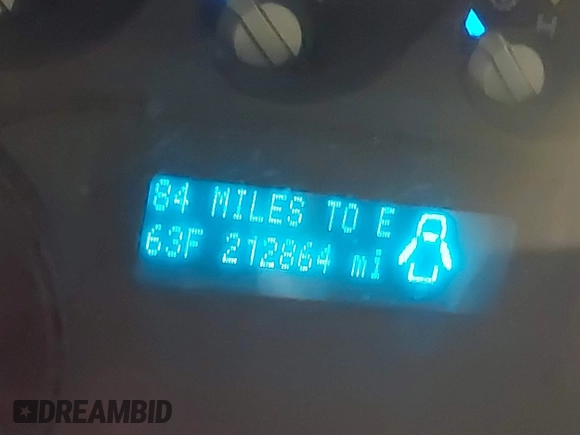 H
84 MILES TO E
63F 212864 mi
DREAMBID